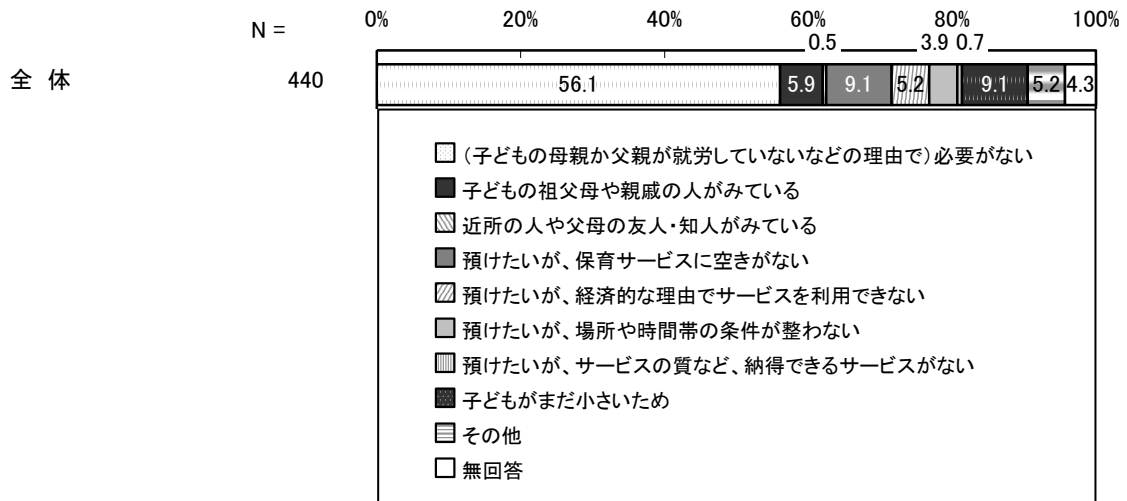 N =
0% 20% 40% 60% 80% 100%
0.5 3.9 0.7
全 体 440 56.1 5.9 9.1 5.2 9.1 5.2 4.3
(子どもの母親か父親が就労していないなどの理由で)必要がない
子どもの祖父母や親戚の人がみている
近所の人や父母の友人・知人がみている
預けたいが、保育サービスに空きがない
預けたいが、経済的な理由でサービスを利用できない
預けたいが、場所や時間帯の条件が整わない
預けたいが、サービスの質など、納得できるサービスがない
子どもがまだ小さいため
その他
無回答